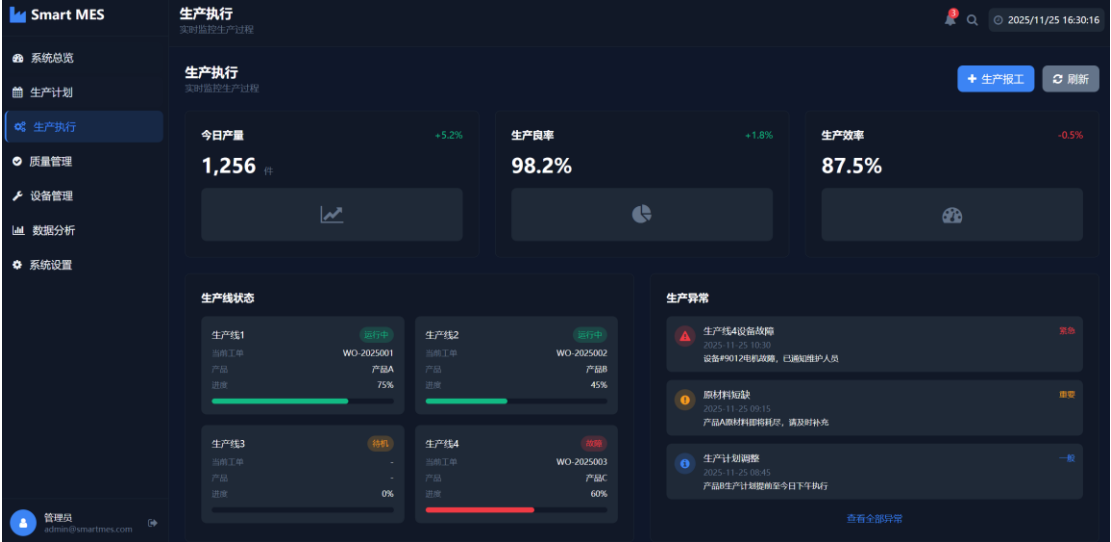 Smart MES
系统总览
生产计划
生产执行
质量管理
设备管理
数据分析
系统设置
管理员
admin@smartmes.com
生产执行
实时监控生产过程
3
2025/11/25 16:30:16
生产执行
实时监控生产过程
生产报工
刷新
今日产量 +5.2%
1,256 件
生产良率 +1.8%
98.2%
生产效率 -0.5%
87.5%
生产线状态
生产线1 运行中
当前工单 WO-2025001
产品 产品A
进度 75%
生产线2 运行中
当前工单 WO-2025002
产品 产品B
进度 45%
生产线3 待机
当前工单 -
产品 -
进度 0%
生产线4 故障
当前工单 WO-2025003
产品 产品C
进度 60%
生产异常
生产线4设备故障 紧急
2025-11-25 10:30
设备#9012电机故障，已通知维护人员
原材料短缺 重要
2025-11-25 09:15
产品A原材料即将耗尽，请及时补充
生产计划调整 一般
2025-11-25 08:45
产品B生产计划提前至今日下午执行
查看全部异常